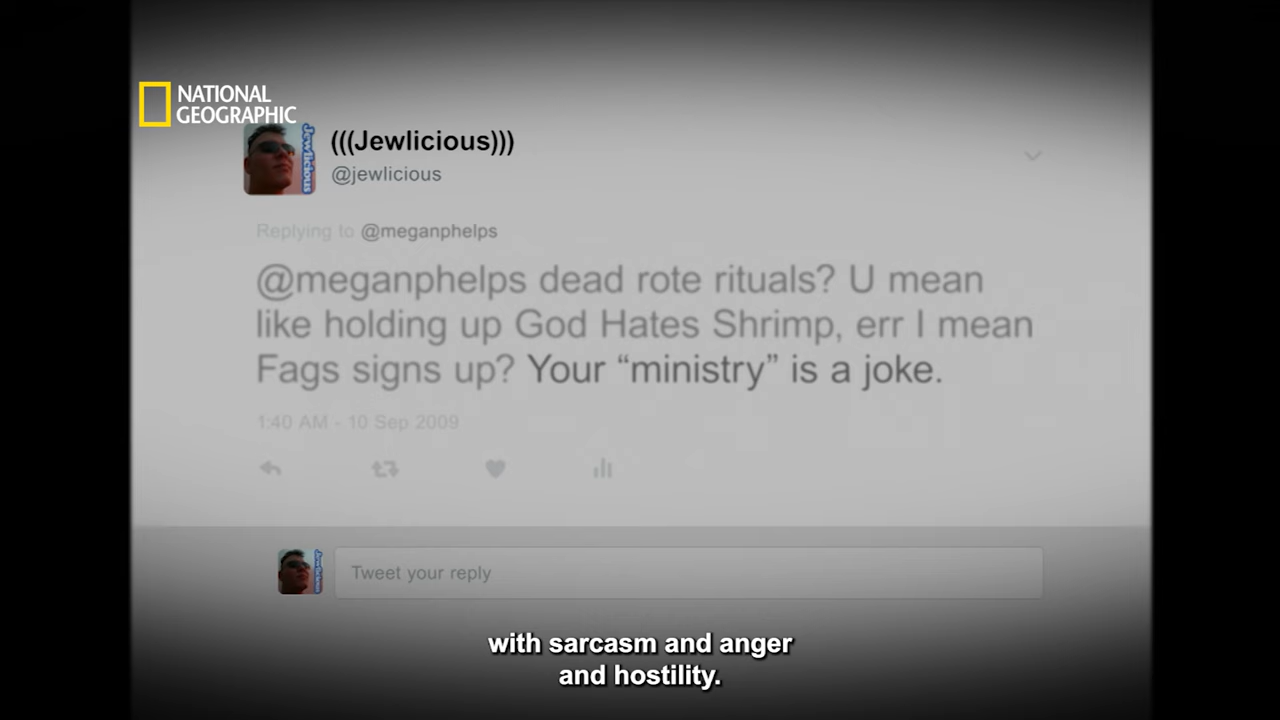 NATIONAL
GEOGRAPHIC
Jewlicious
(((Jewlicious)))
@jewlicious
Replying to @meganphelps
@meganphelps dead rote rituals? U mean
like holding up God Hates Shrimp, err I mean
Fags signs up? Your “ministry” is a joke.
1:40 AM - 10 Sep 2009
Jewlicious
Tweet your reply
with sarcasm and anger
and hostility.